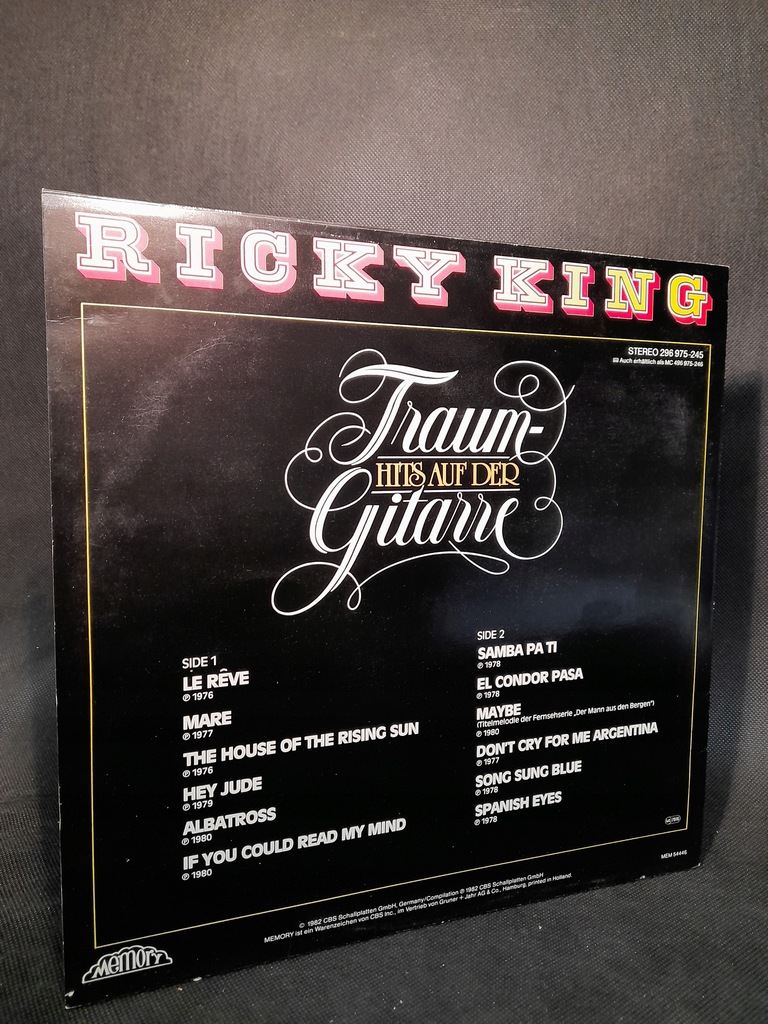 RICKY KING
STEREO 296 975-245
Auch erhältlich als MC 496 975-246
Traum-
HITS AUF DER
Gitarre
SIDE 1
LE RÊVE
℗ 1976
MARE
℗ 1977
THE HOUSE OF THE RISING SUN
℗ 1976
HEY JUDE
℗ 1979
ALBATROSS
℗ 1980
IF YOU COULD READ MY MIND
℗ 1980
SIDE 2
SAMBA PA TI
℗ 1978
EL CONDOR PASA
℗ 1978
MAYBE
(Titelmelodie der Fernsehserie „Der Mann aus den Bergen")
℗ 1980
DON'T CRY FOR ME ARGENTINA
℗ 1977
SONG SUNG BLUE
℗ 1978
SPANISH EYES
℗ 1978
MEM 54446
© 1982 CBS Schallplatten GmbH, Germany/Compilation ℗ 1982 CBS Schallplatten GmbH
MEMORY ist ein Warenzeichen von CBS Inc., im Vertrieb von Gruner + Jahr AG & Co., Hamburg, printed in Holland.
memory